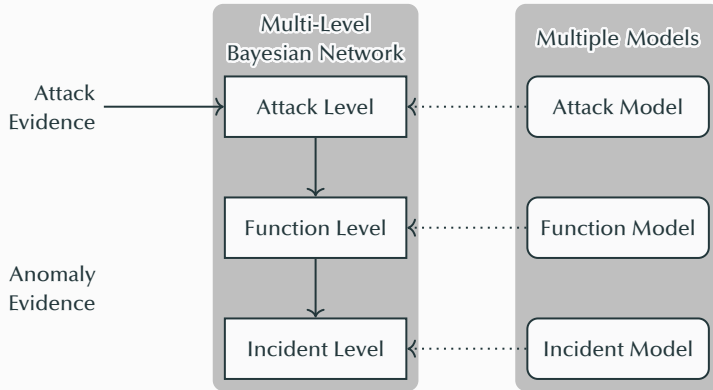 Multi-Level
Bayesian Network
Multiple Models
Attack
Evidence
Attack Level
Attack Model
Function Level
Function Model
Anomaly
Evidence
Incident Level
Incident Model